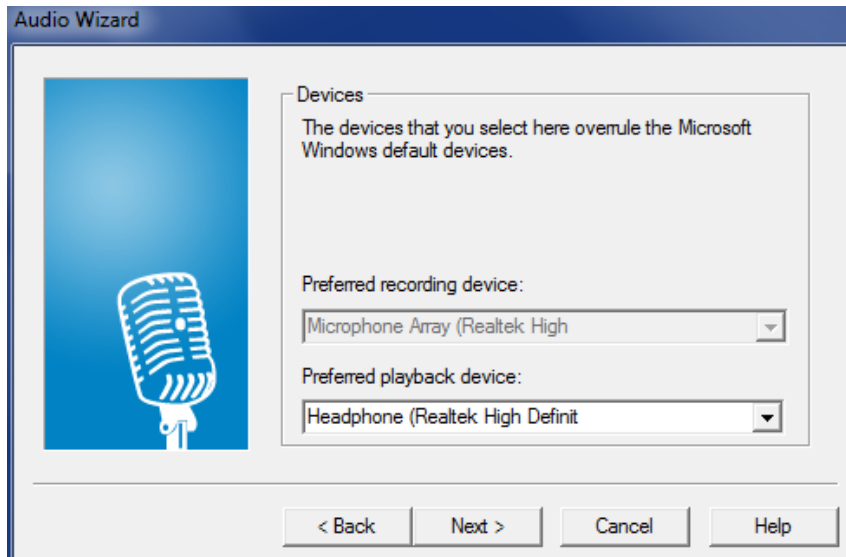 Audio Wizard
Devices
The devices that you select here overrule the Microsoft
Windows default devices.
Preferred recording device:
Microphone Array (Realtek High
Preferred playback device:
Headphone (Realtek High Definit
< Back
Next >
Cancel
Help